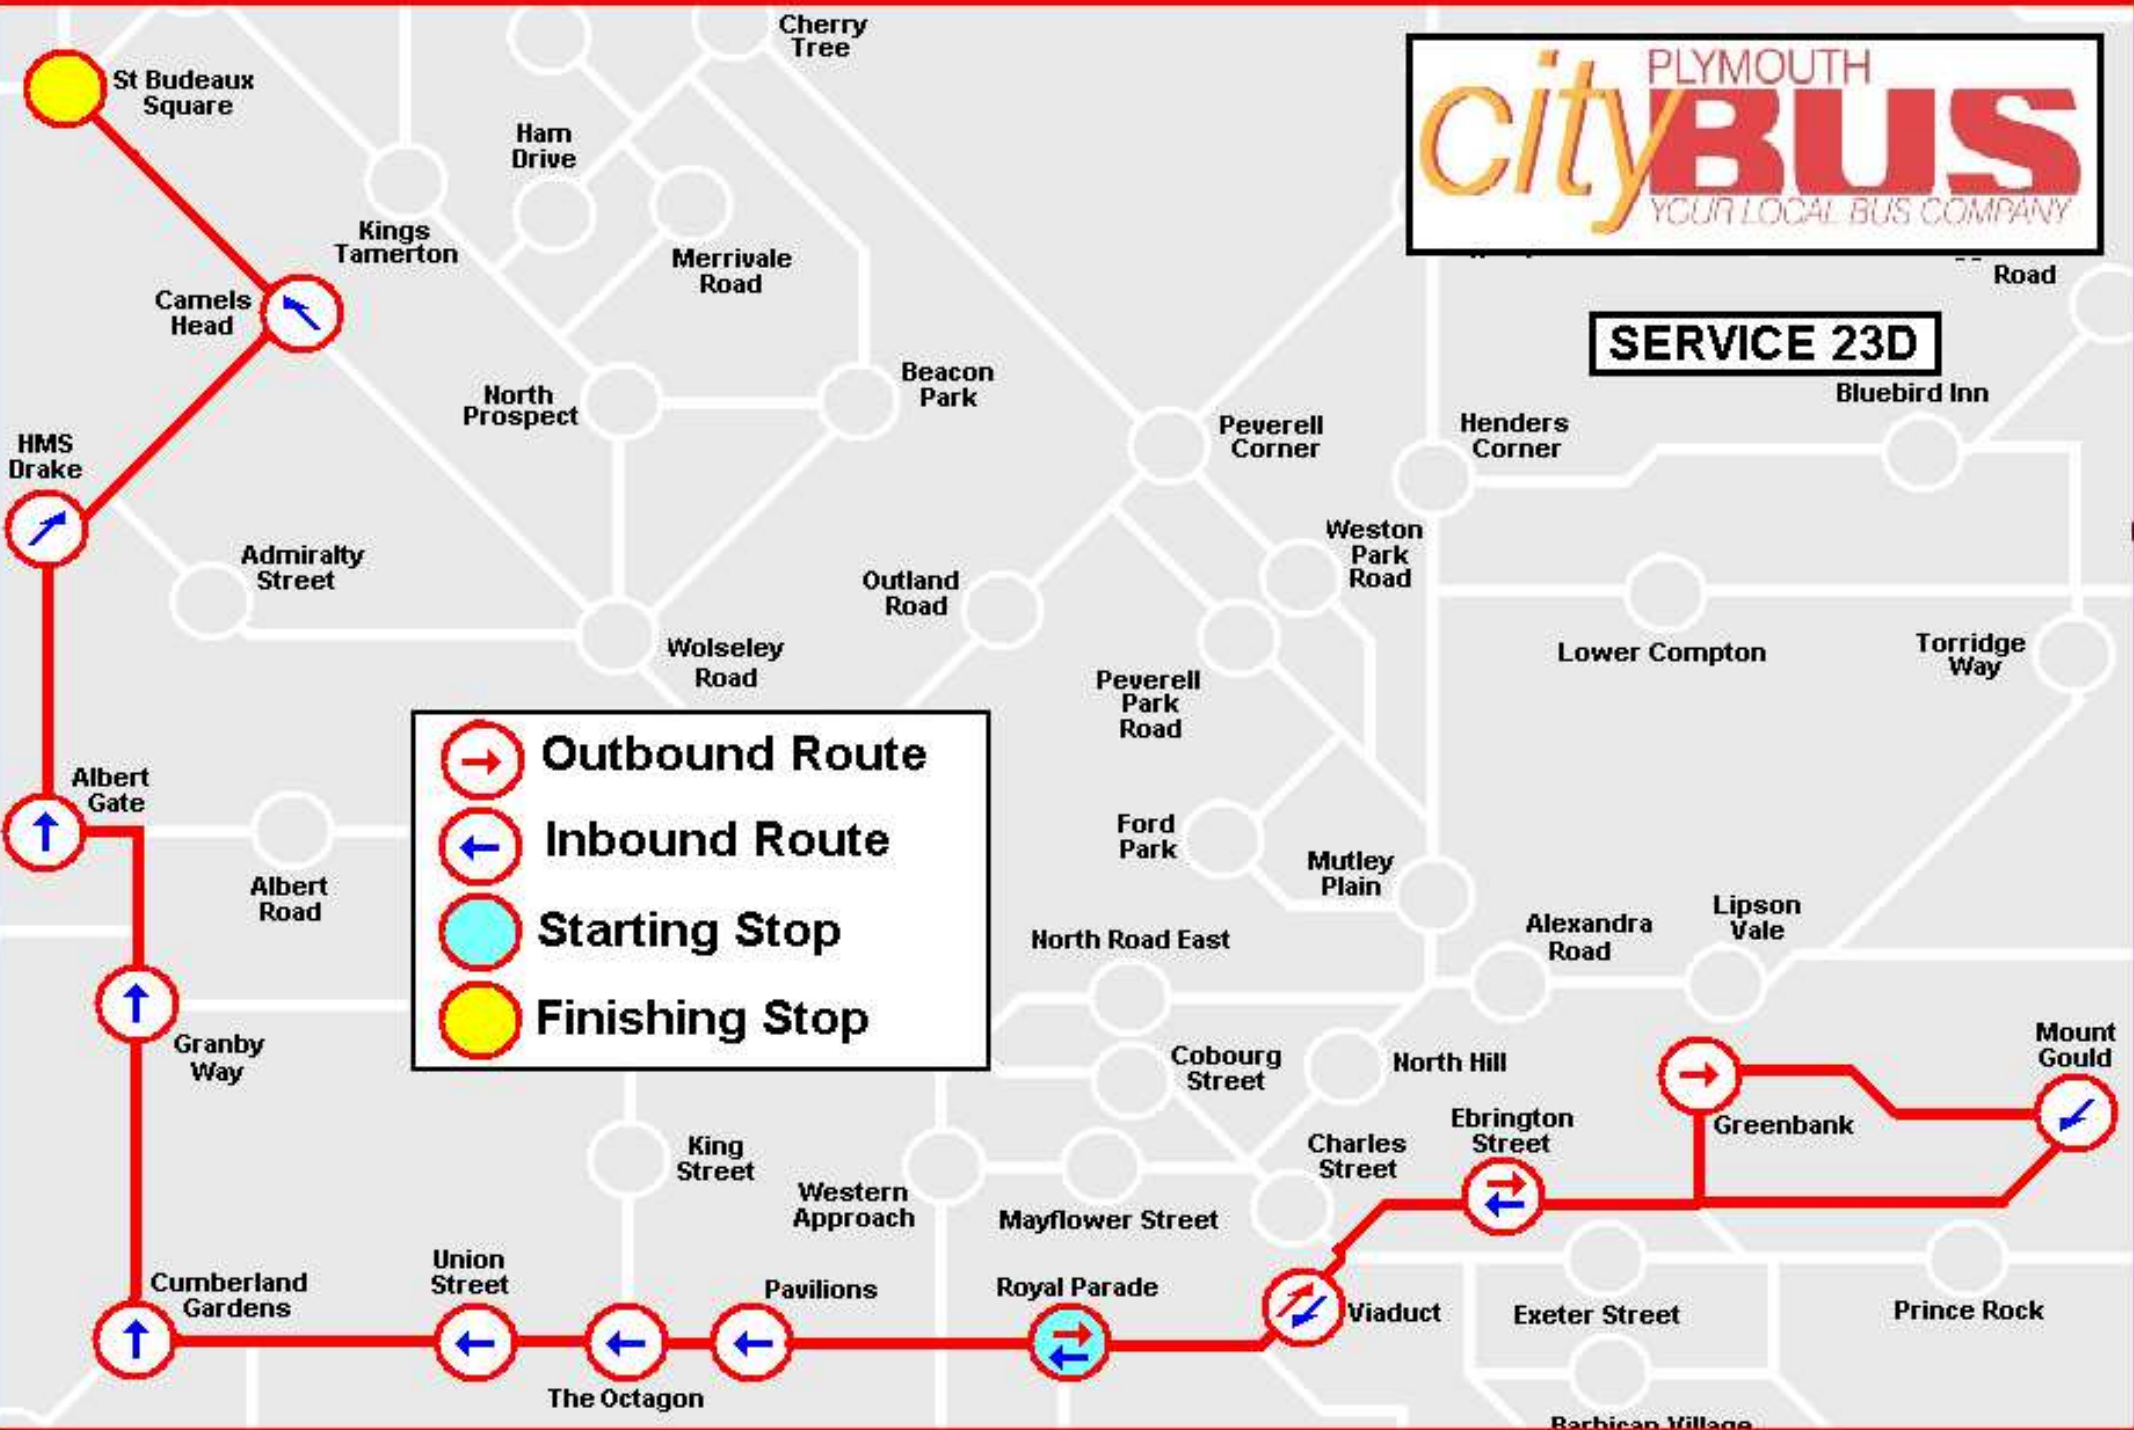 Cherry
Tree
St Budeaux
Square
Ham
Drive
PLYMOUTH
cityBUS
YOUR LOCAL BUS COMPANY
Kings
Tamerton
Merrivale
Road
Road
Camels
Head
SERVICE 23D
Bluebird Inn
North
Prospect
Beacon
Park
Peverell
Corner
Henders
Corner
HMS
Drake
Admiralty
Street
Outland
Road
Weston
Park
Road
Wolseley
Road
Lower Compton
Torridge
Way
Peverell
Park
Road
Outbound Route
Inbound Route
Starting Stop
Finishing Stop
Albert
Gate
Albert
Road
Ford
Park
Mutley
Plain
North Road East
Alexandra
Road
Lipson
Vale
Granby
Way
Cobourg
Street
North Hill
Mount
Gould
Greenbank
King
Street
Western
Approach
Mayflower Street
Charles
Street
Ebrington
Street
Cumberland
Gardens
Union
Street
The Octagon
Pavilions
Royal Parade
Viaduct
Exeter Street
Prince Rock
Barbican Village